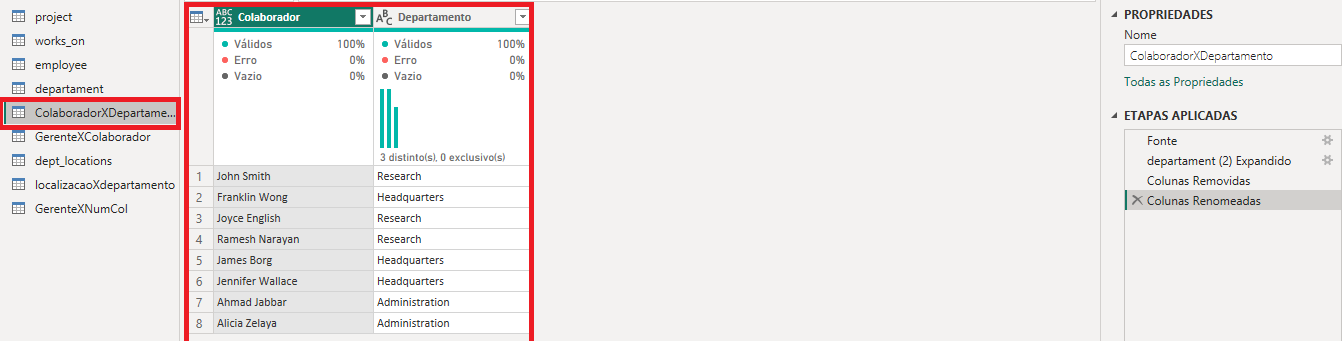 project
works_on
employee
departament
ColaboradorXDepartame...
GerenteXColaborador
dept_locations
localizacaoXdepartamento
GerenteXNumCol
ABC 123 Colaborador ABC Departamento
Válidos 100% Válidos 100%
Erro 0% Erro 0%
Vazio 0% Vazio 0%
3 distinto(s), 0 exclusivo(s)
1 John Smith Research
2 Franklin Wong Headquarters
3 Joyce English Research
4 Ramesh Narayan Research
5 James Borg Headquarters
6 Jennifer Wallace Headquarters
7 Ahmad Jabbar Administration
8 Alicia Zelaya Administration
PROPRIEDADES
Nome
ColaboradorXDepartamento
Todas as Propriedades
ETAPAS APLICADAS
Fonte
departament (2) Expandido
Colunas Removidas
Colunas Renomeadas